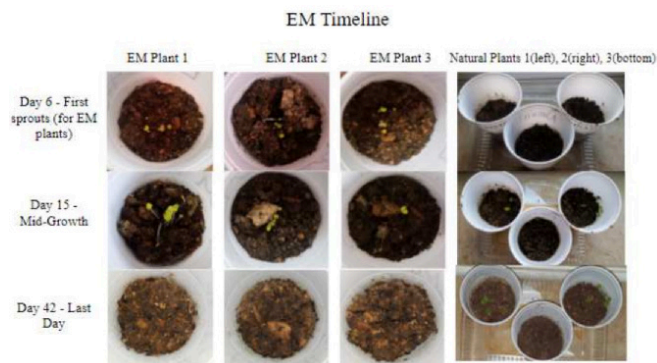 EM Timeline
EM Plant 1
EM Plant 2
EM Plant 3
Natural Plants 1(left), 2(right), 3(bottom)
Day 6 - First
sprouts (for EM
plants)
Day 15 -
Mid-Growth
Day 42 - Last
Day